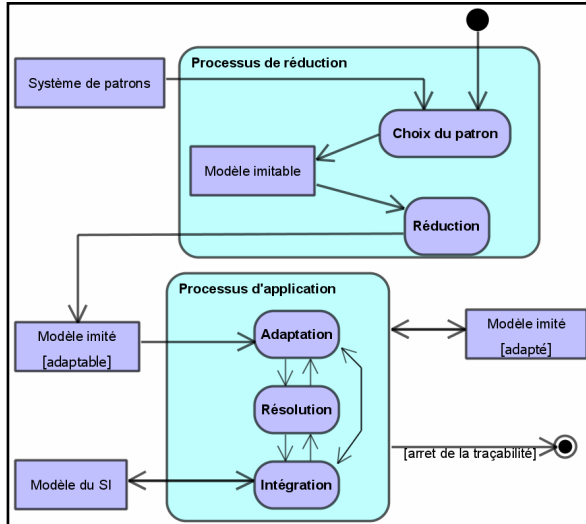 Processus de réduction
Système de patrons
Choix du patron
Modèle imitable
Réduction
Processus d'application
Modèle imité
[adaptable]
Adaptation
Modèle imité
[adapté]
Résolution
[arret de la traçabilité]
Modèle du SI
Intégration